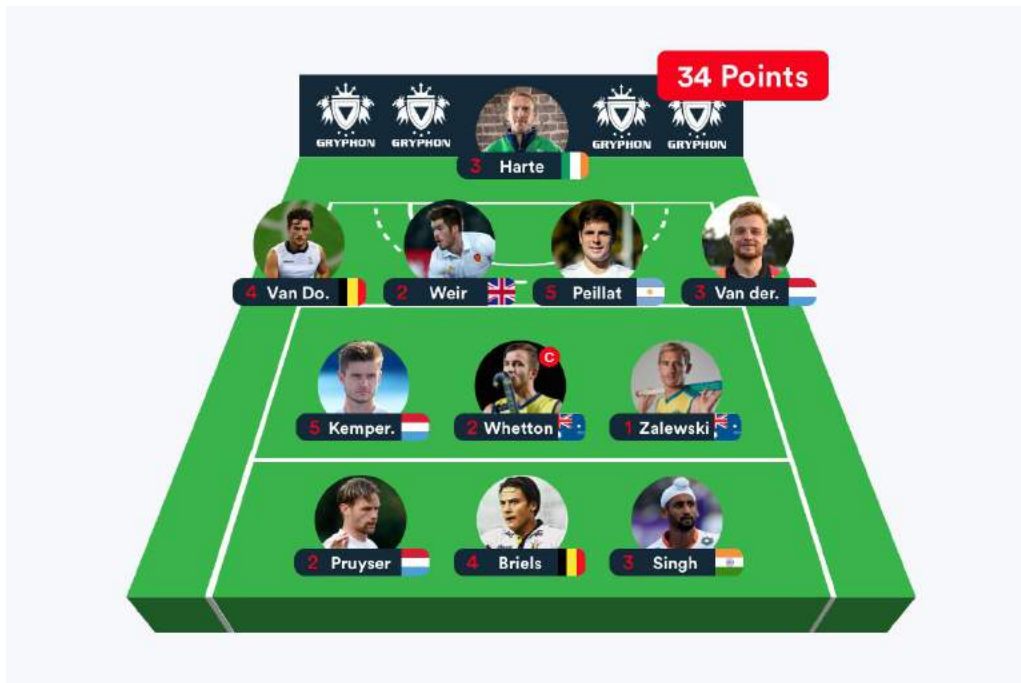 34 Points
GRYPHON GRYPHON GRYPHON GRYPHON
3 Harte
4 Van Do. 2 Weir 5 Peillat 3 Van der.
C
5 Kemper. 2 Whetton 1 Zalewski
2 Pruyser 4 Briels 3 Singh